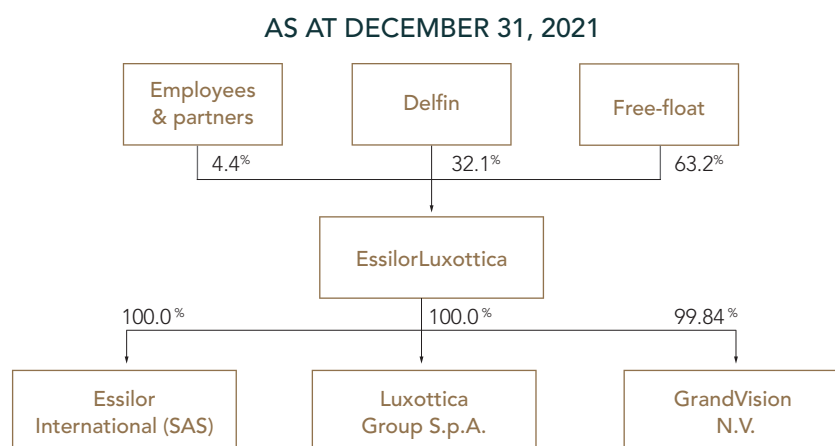 AS AT DECEMBER 31, 2021
Employees
& partners
Delfin
Free-float
4.4%
32.1%
63.2%
EssilorLuxottica
100.0 %
100.0 %
99.84 %
Essilor
International (SAS)
Luxottica
Group S.p.A.
GrandVision
N.V.